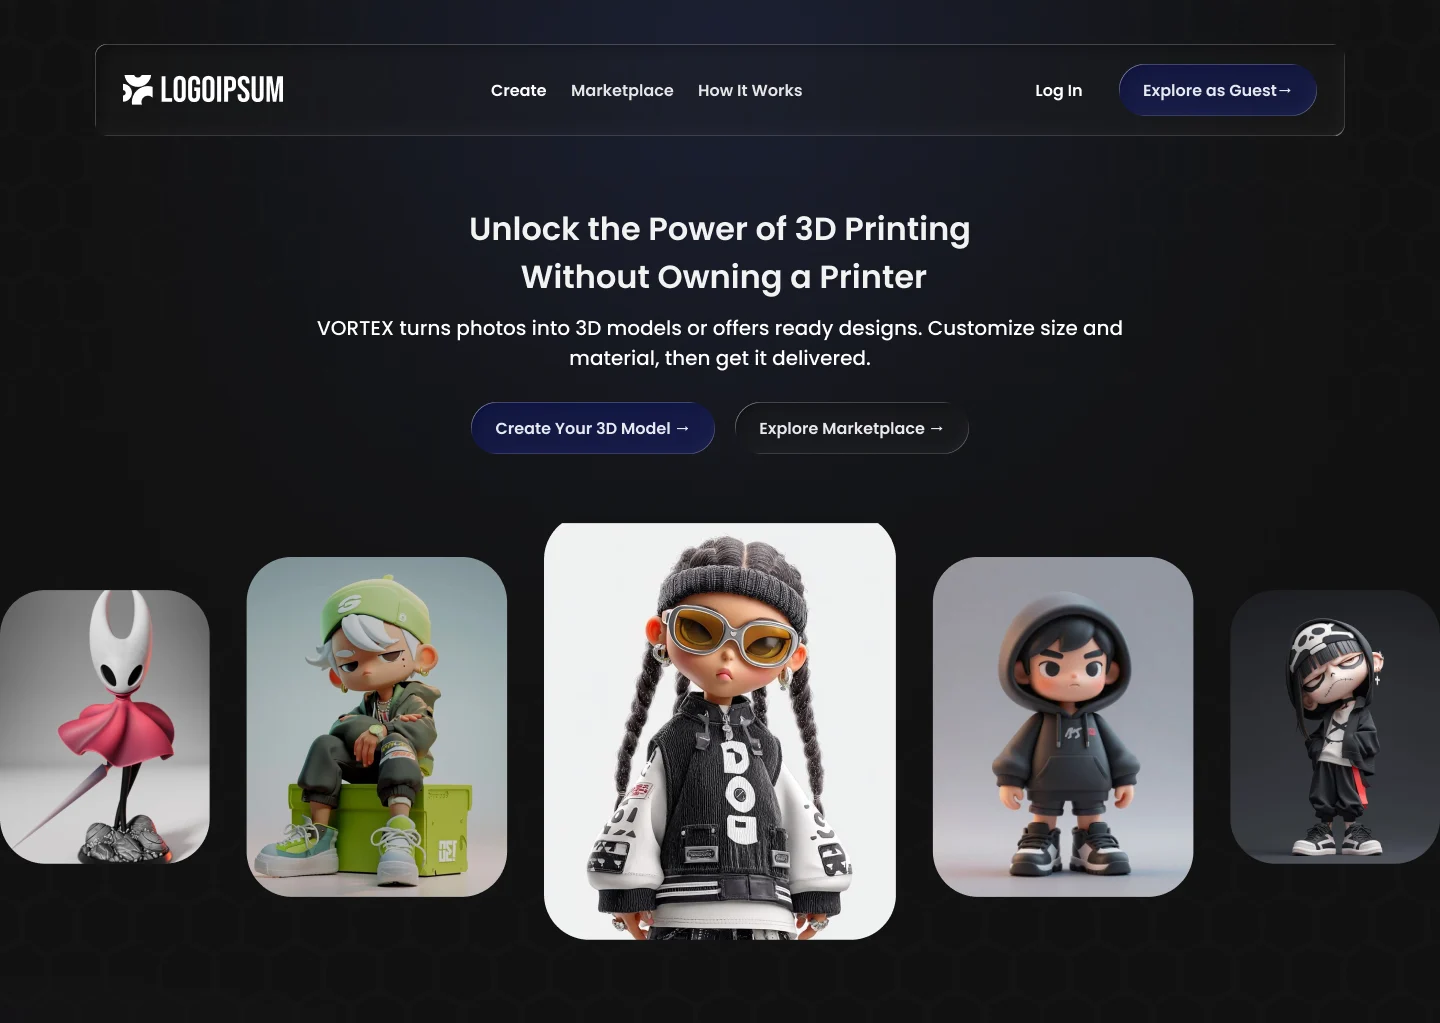 LOGOIPSUM
Create Marketplace How It Works
Log In
Explore as Guest→
Unlock the Power of 3D Printing
Without Owning a Printer
VORTEX turns photos into 3D models or offers ready designs. Customize size and
material, then get it delivered.
Create Your 3D Model →
Explore Marketplace →